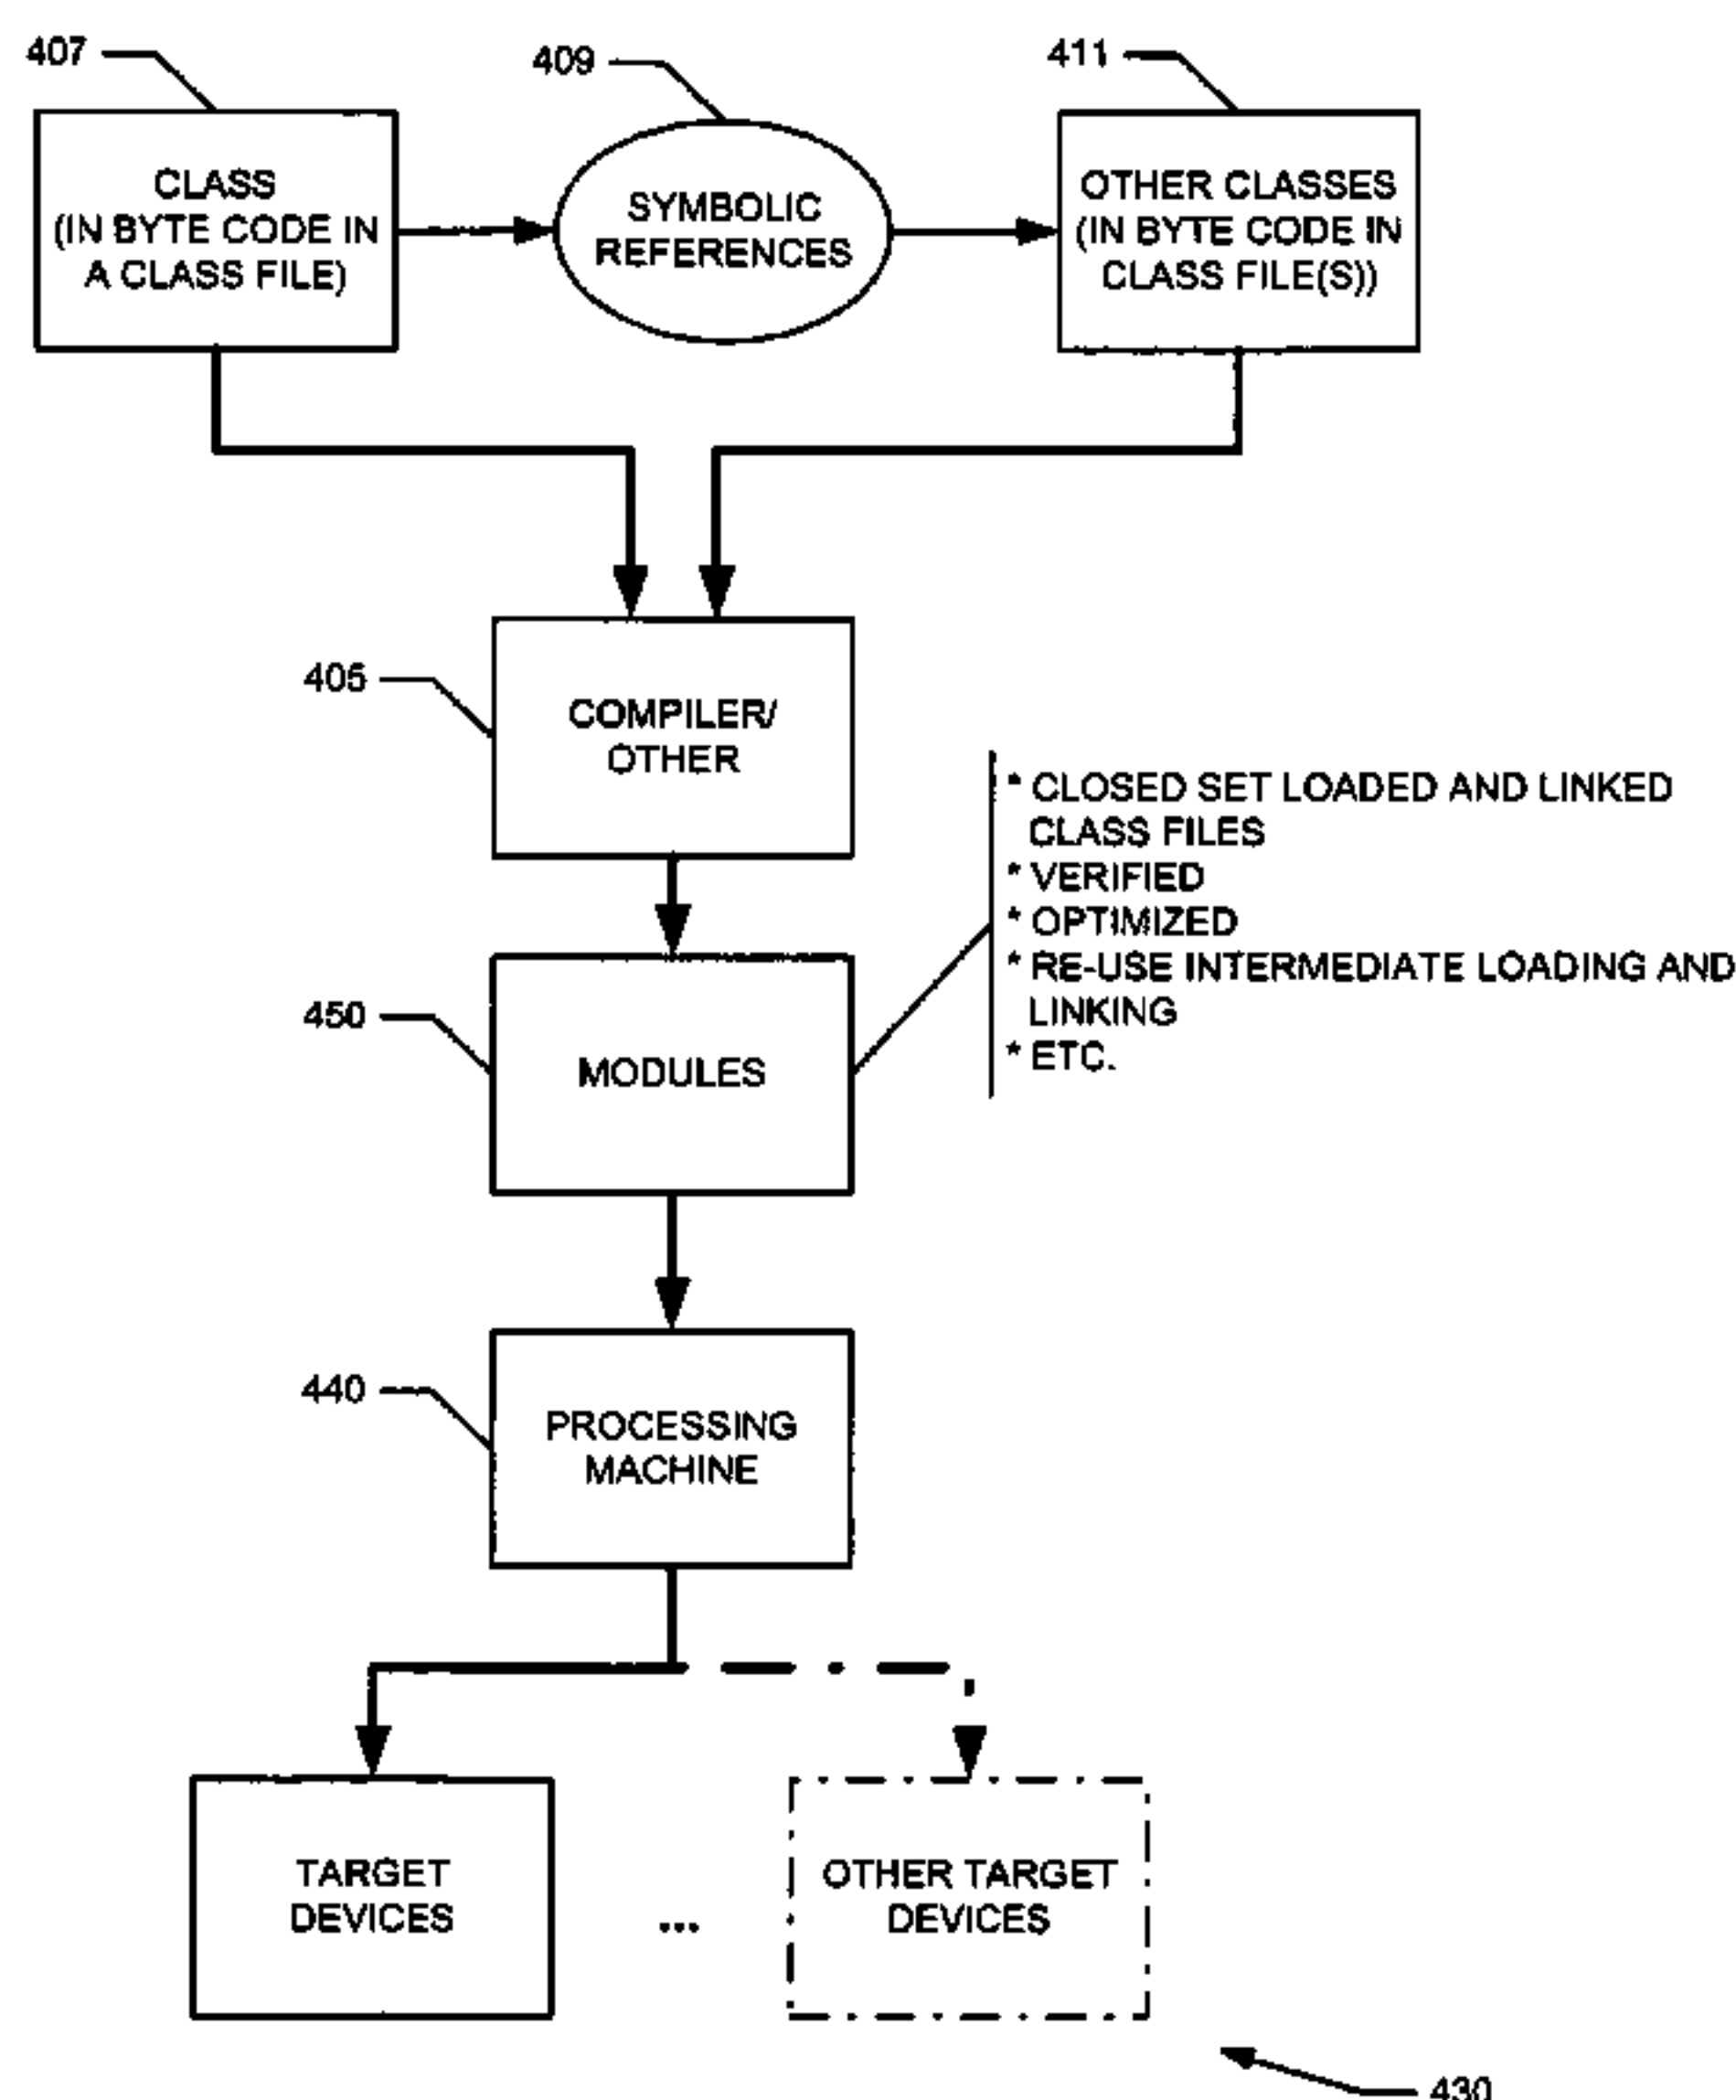 407
409
411
CLASS
(IN BYTE CODE IN
A CLASS FILE)
SYMBOLIC
REFERENCES
OTHER CLASSES
(IN BYTE CODE IN
CLASS FILE(S))
405
COMPILER/
OTHER
* CLOSED SET LOADED AND LINKED
CLASS FILES
* VERIFIED
* OPTIMIZED
* RE-USE INTERMEDIATE LOADING AND
LINKING
* ETC.
450
MODULES
440
PROCESSING
MACHINE
TARGET
DEVICES
...
OTHER TARGET
DEVICES
430